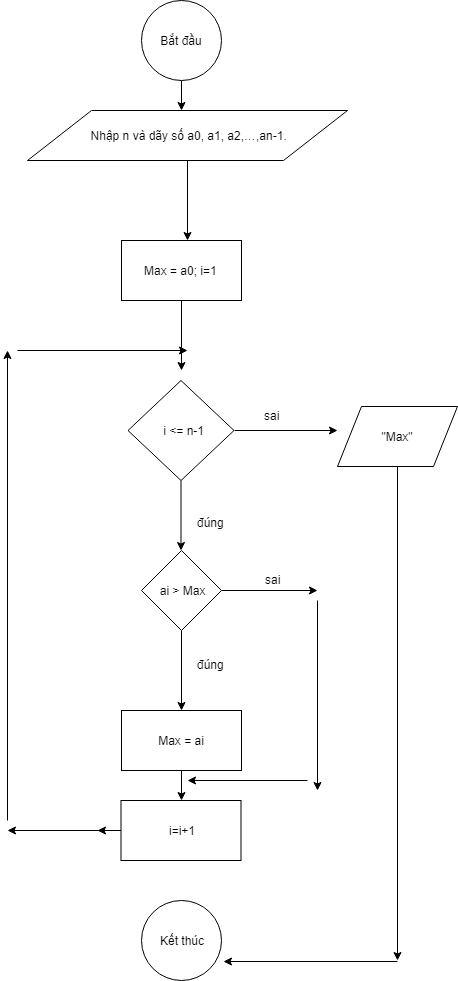 Bắt đầu
Nhập n và dãy số a0, a1, a2,...,an-1.
Max = a0; i=1
i <= n-1
sai
"Max"
đúng
ai > Max
sai
đúng
Max = ai
i=i+1
Kết thúc